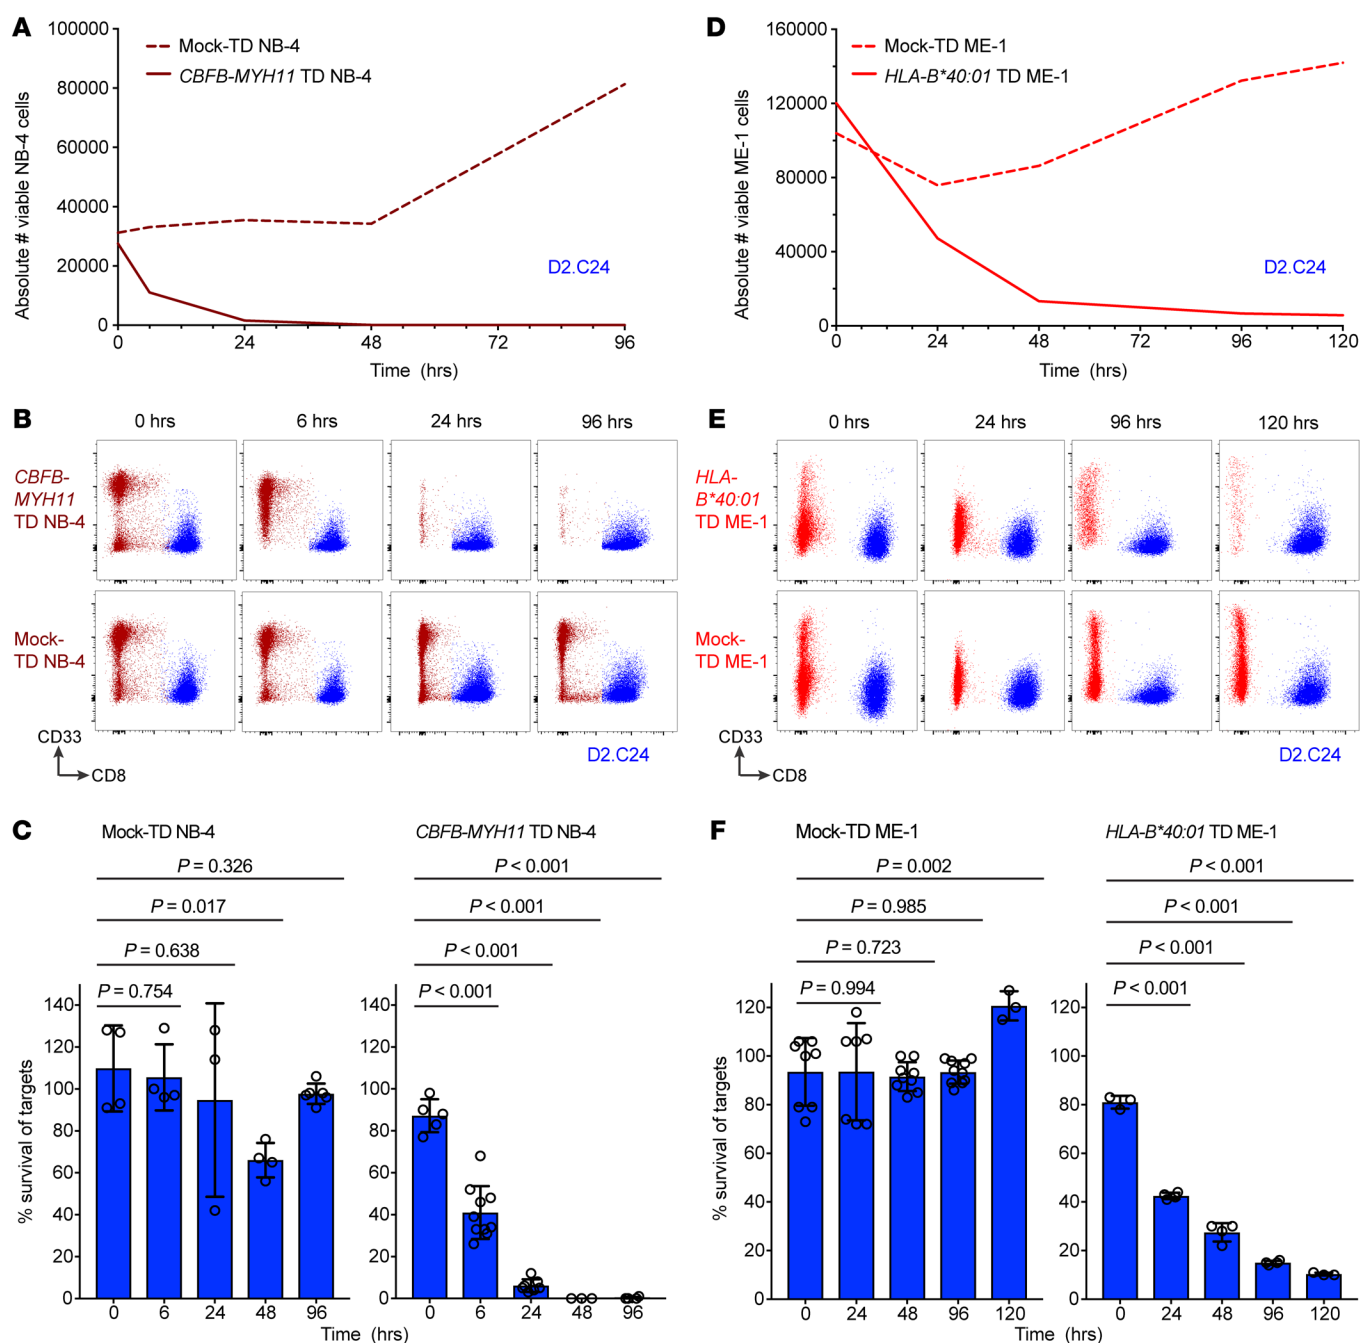 A
100000
80000
60000
40000
20000
0
Absolute # viable NB-4 cells
Mock-TD NB-4
CBFB-MYH11 TD NB-4
D2.C24
0 24 48 72 96
Time (hrs)
D
160000
120000
80000
40000
0
Absolute # viable ME-1 cells
Mock-TD ME-1
HLA-B*40:01 TD ME-1
D2.C24
0 24 48 72 96 120
Time (hrs)
B
0 hrs 6 hrs 24 hrs 96 hrs
CBFB-
MYH11
TD NB-4
Mock-
TD NB-4
CD33
CD8
D2.C24
E
0 hrs 24 hrs 96 hrs 120 hrs
HLA-
B*40:01
TD ME-1
Mock-
TD ME-1
CD33
CD8
D2.C24
C
Mock-TD NB-4
P = 0.326
P = 0.017
P = 0.638
P = 0.754
% survival of targets
140
120
100
80
60
40
20
0
0 6 24 48 96
CBFB-MYH11 TD NB-4
P < 0.001
P < 0.001
P < 0.001
P < 0.001
140
120
100
80
60
40
20
0
0 6 24 48 96
Time (hrs)
F
Mock-TD ME-1
P = 0.002
P = 0.985
P = 0.723
P = 0.994
% survival of targets
120
100
80
60
40
20
0
0 24 48 96 120
HLA-B*40:01 TD ME-1
P < 0.001
P < 0.001
P < 0.001
P < 0.001
120
100
80
60
40
20
0
0 24 48 96 120
Time (hrs)